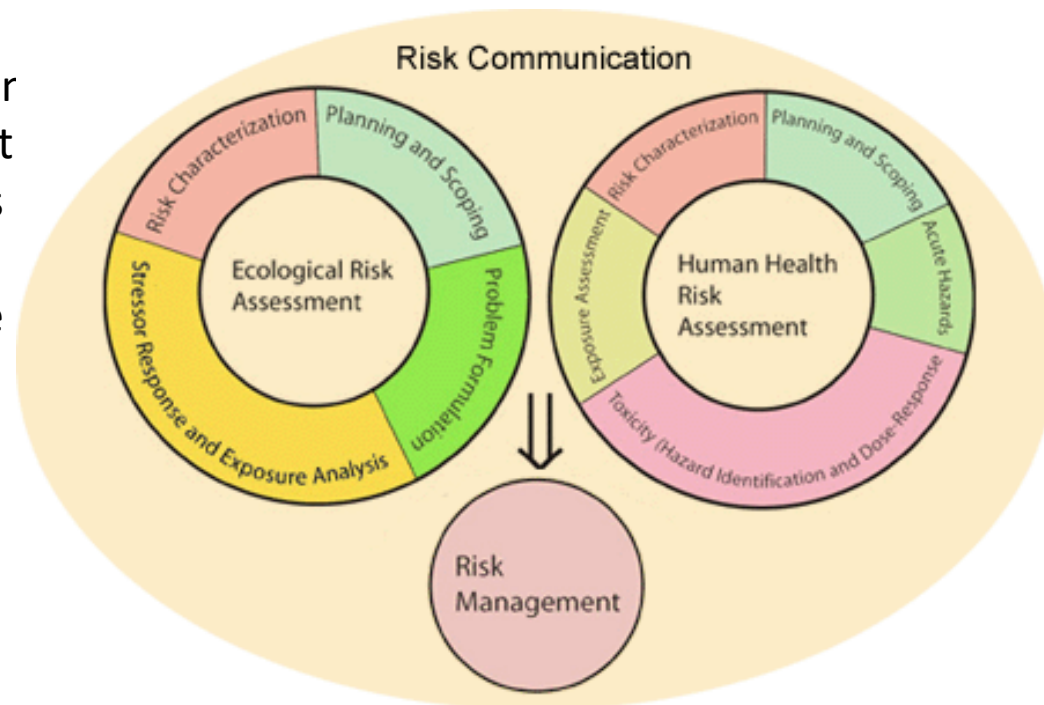 r
t
s
e
Risk Communication
Risk Characterization
Planning and Scoping
Problem Formulation
Stressor Response and Exposure Analysis
Ecological Risk
Assessment
Risk Characterization
Planning and Scoping
Acute Hazards
Toxicity (Hazard Identification and Dose-Response
Exposure Assessment
Human Health
Risk
Assessment
Risk
Management